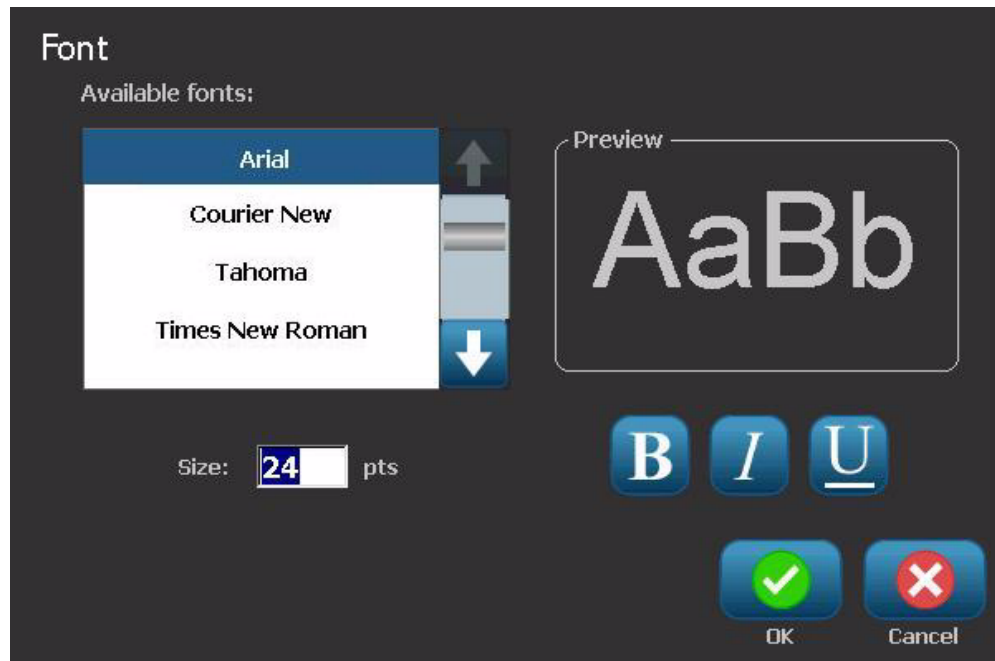 Font
Available fonts:
Arial
Courier New
Tahoma
Times New Roman
Preview
AaBb
Size: 24 pts
B I U
OK Cancel